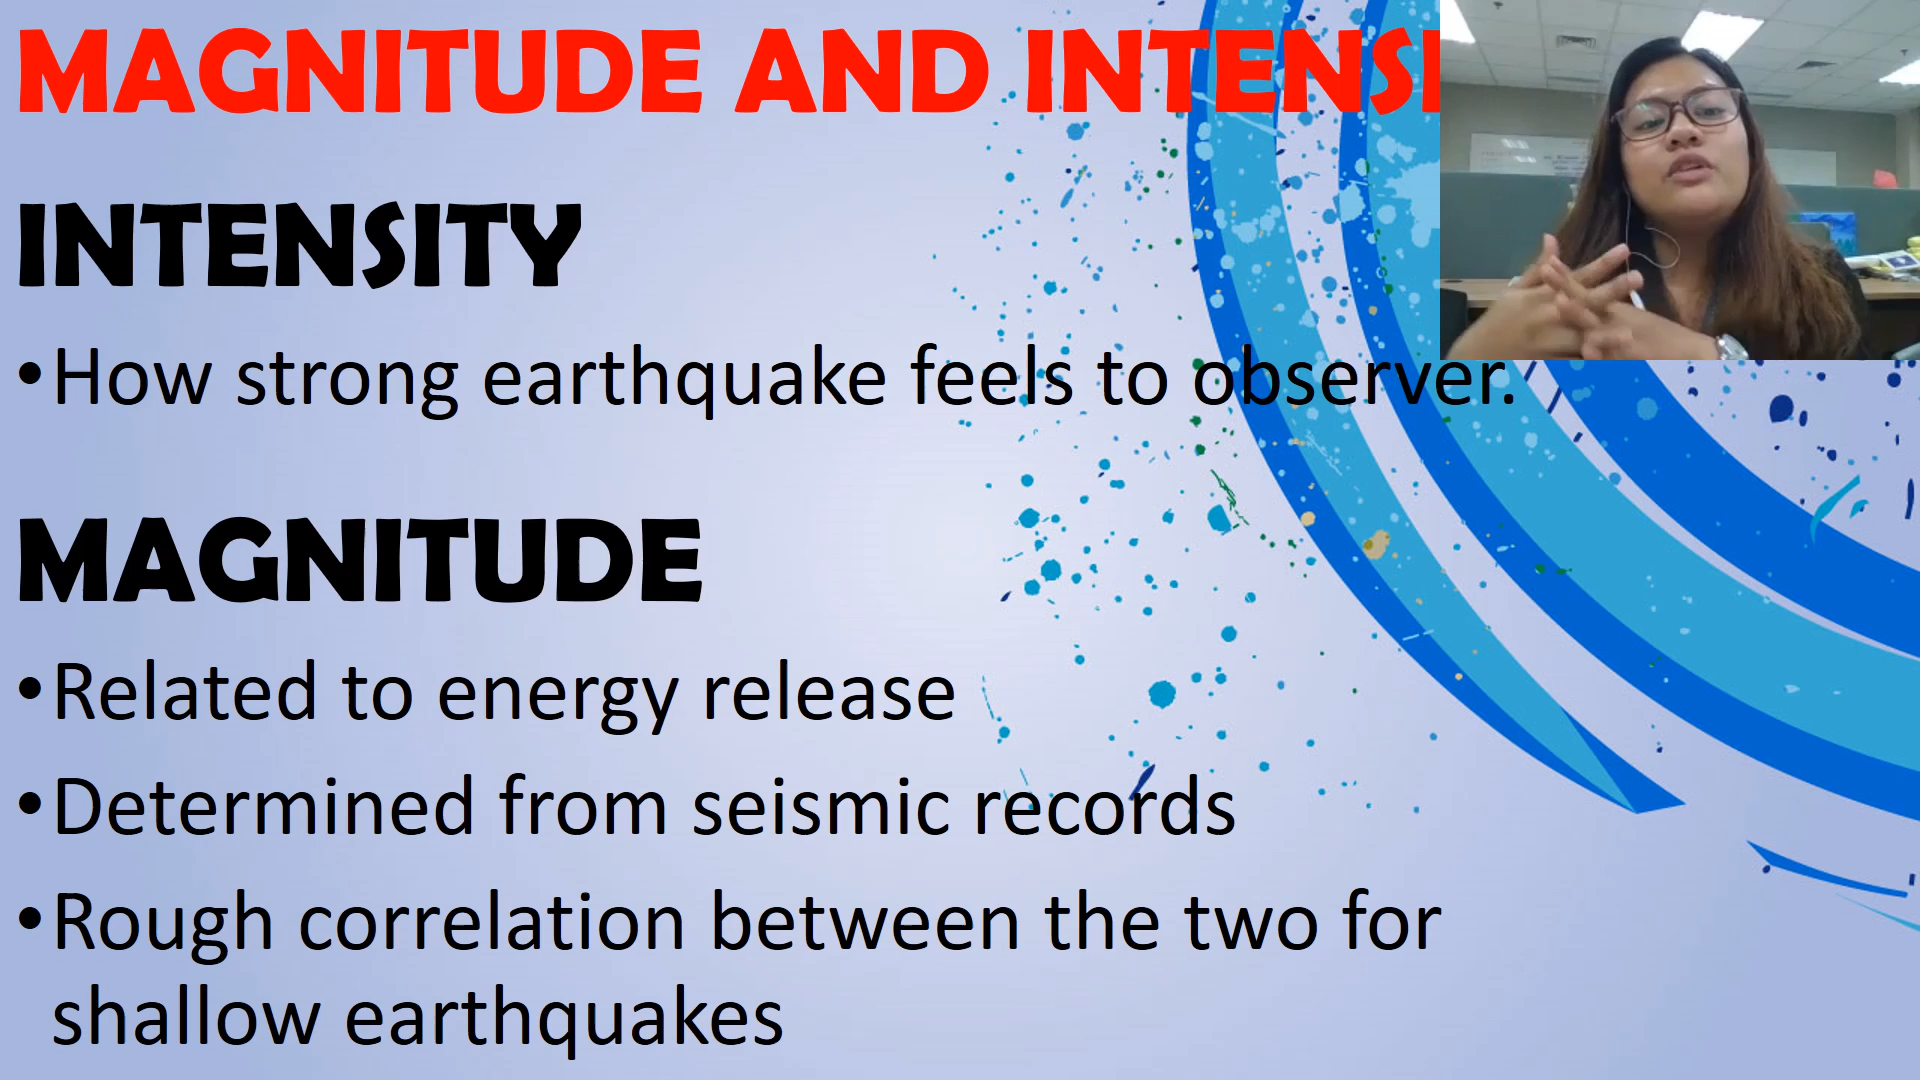 MAGNITUDE AND INTENSI
INTENSITY
•How strong earthquake feels to observer.
MAGNITUDE
•Related to energy release
•Determined from seismic records
•Rough correlation between the two for
shallow earthquakes